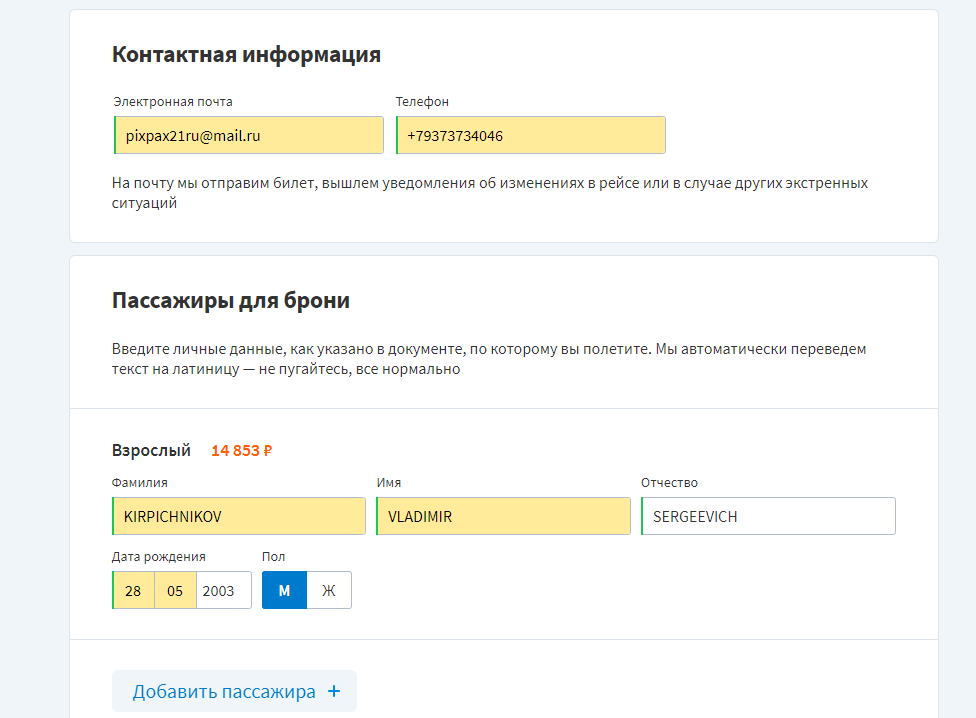 Контактная информация
Электронная почта Телефон
pixpax21ru@mail.ru +79373734046
На почту мы отправим билет, вышлем уведомления об изменениях в рейсе или в случае других экстренных
ситуаций
Пассажиры для брони
Введите личные данные, как указано в документе, по которому вы полетите. Мы автоматически переведем
текст на латиницу — не пугайтесь, все нормально
Взрослый 14 853 ₽
Фамилия Имя Отчество
KIRPICHNIKOV VLADIMIR SERGEEVICH
Дата рождения Пол
28 05 2003 М Ж
Добавить пассажира +